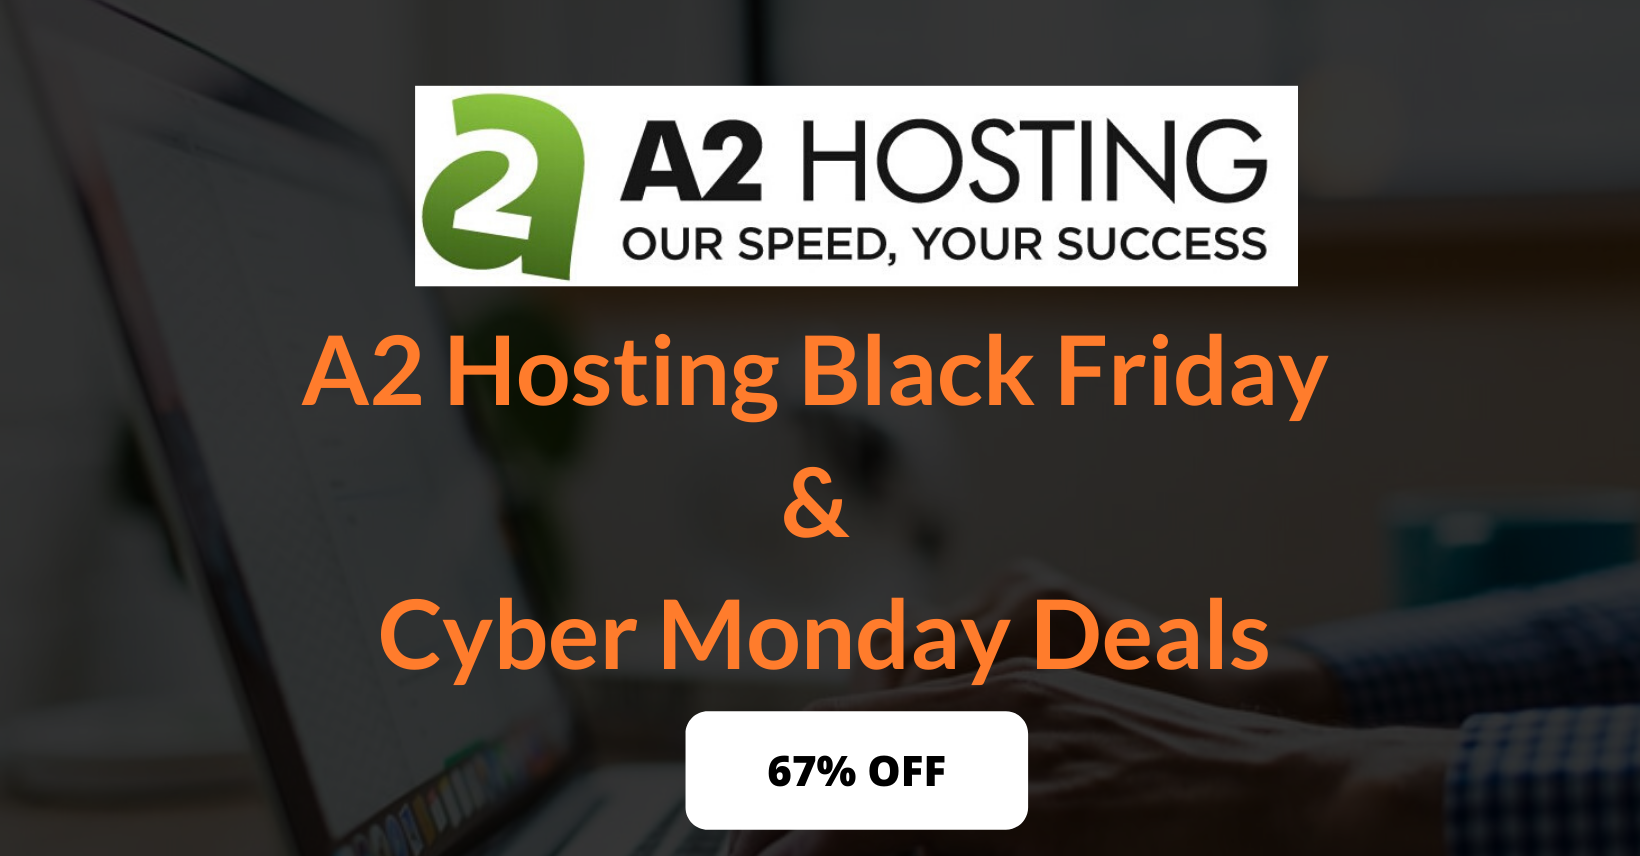 A2 HOSTING
OUR SPEED, YOUR SUCCESS
A2 Hosting Black Friday
&
Cyber Monday Deals
67% OFF